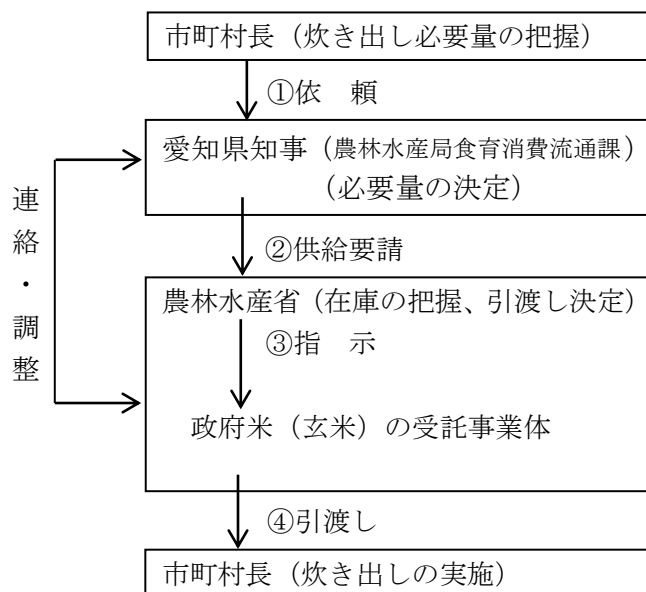 市町村長（炊き出し必要量の把握）
①依　頼
愛知県知事（農林水産局食育消費流通課）
（必要量の決定）
連絡・調整
②供給要請
農林水産省（在庫の把握、引渡し決定）
③指　示
政府米（玄米）の受託事業体
④引渡し
市町村長（炊き出しの実施）